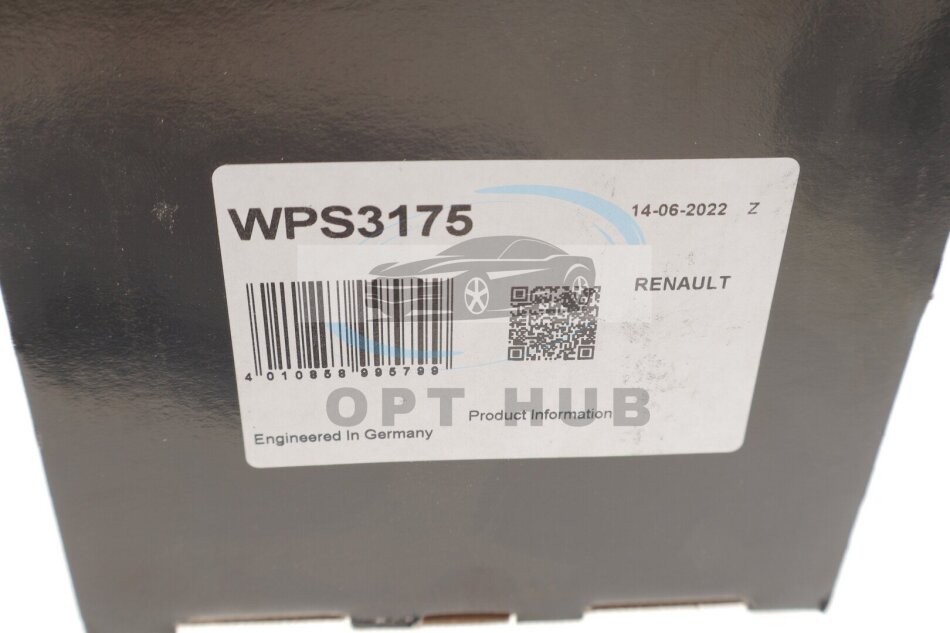 WPS3175
14-06-2022 Z
RENAULT
4 010858 995799
Product Information
Engineered In Germany
OPT HUB